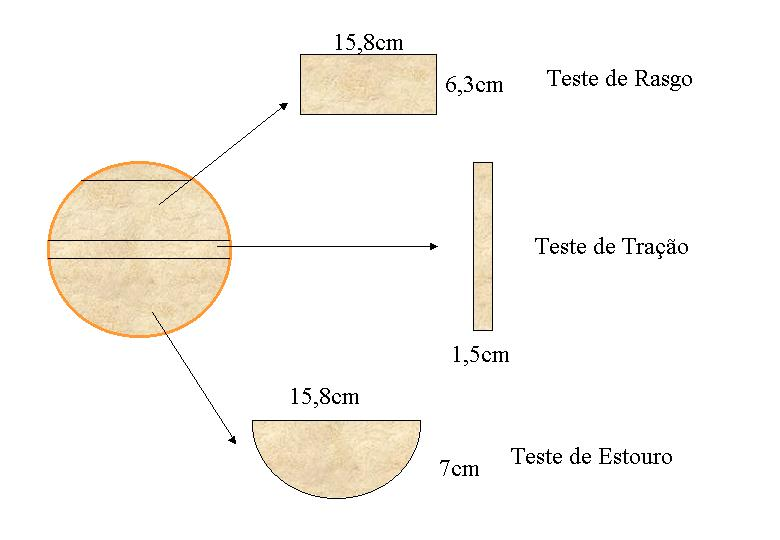 15,8cm
6,3cm
Teste de Rasgo
Teste de Tração
1,5cm
15,8cm
7cm
Teste de Estouro